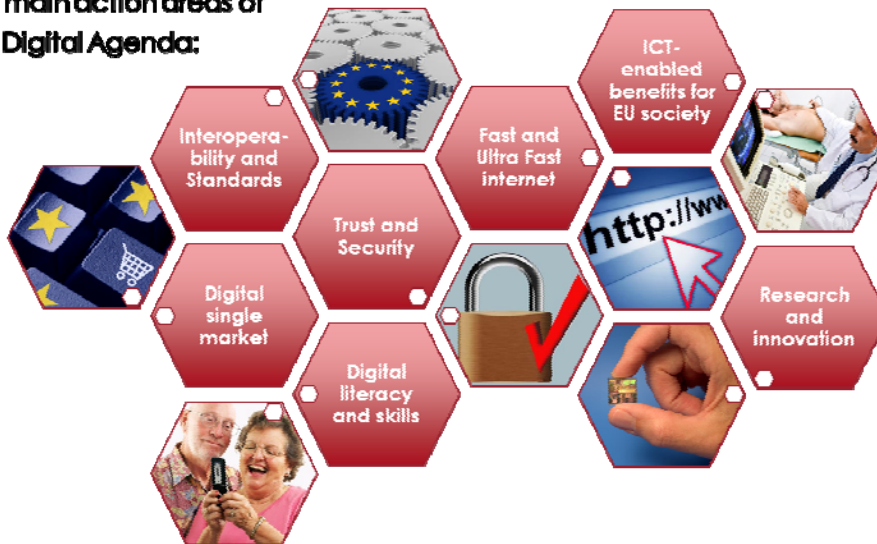 main action areas of
Digital Agenda:
ICT-
enabled
benefits for
EU society
Interopera-
bility and
Standards
Fast and
Ultra Fast
internet
Trust and
Security
http://ww
Digital
single
market
Research
and
innovation
Digital
literacy
and skills